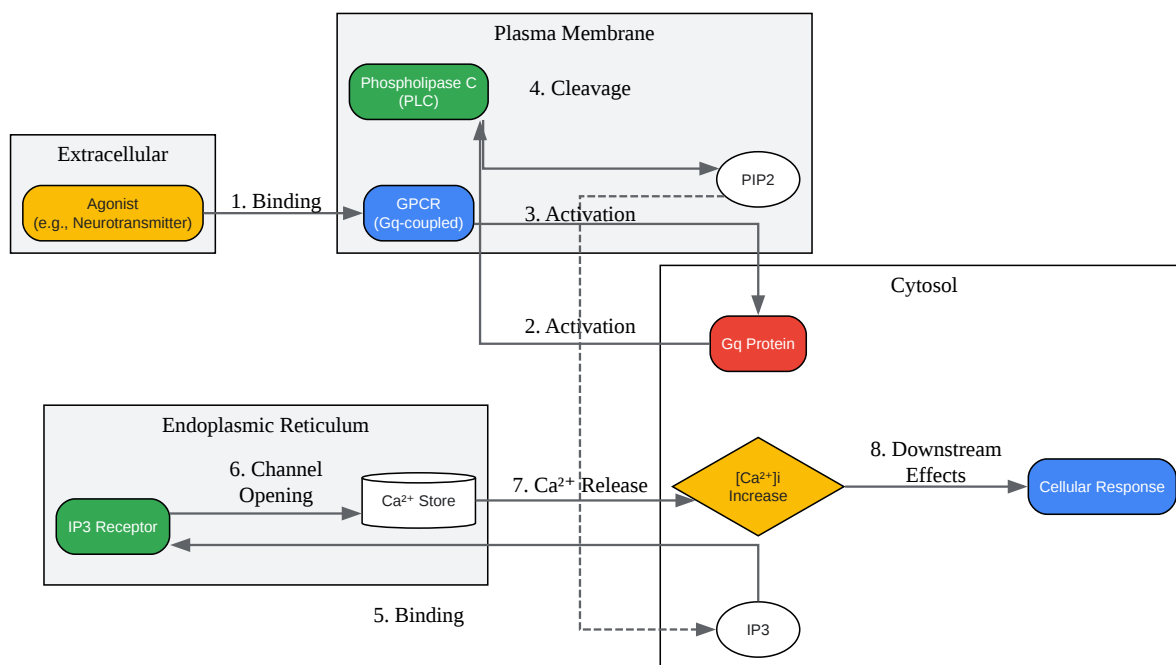 Plasma Membrane
Phospholipase C
(PLC)
4. Cleavage
Extracellular
PIP2
Agonist
(e.g., Neurotransmitter)
1. Binding
GPCR
(Gq-coupled)
3. Activation
Cytosol
2. Activation
Gq Protein
Endoplasmic Reticulum
6. Channel
Opening
Ca²⁺ Store
IP3 Receptor
7. Ca²⁺ Release
[Ca²⁺]i
Increase
8. Downstream
Effects
Cellular Response
5. Binding
IP3